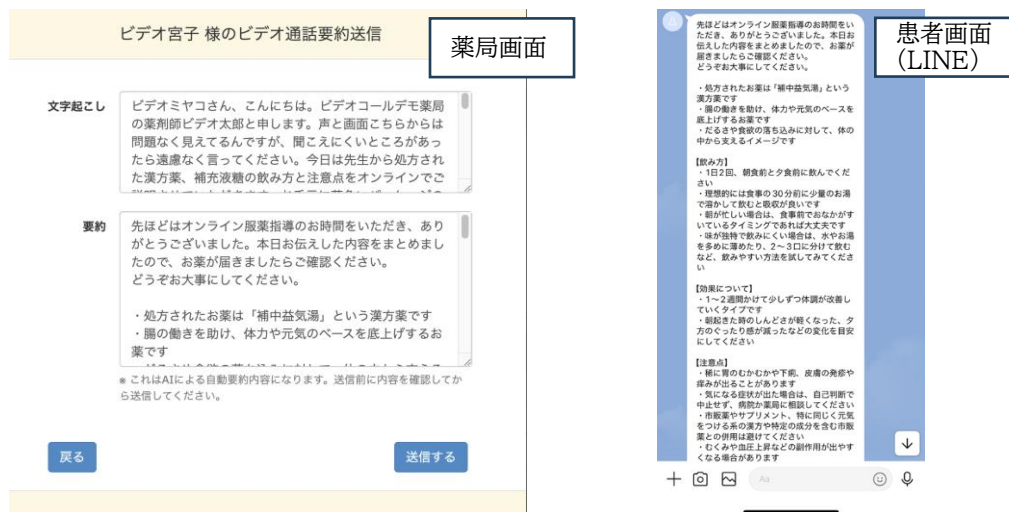 ビデオ宮子 様のビデオ通話要約送信
薬局画面
文字起こし
ビデオミヤコさん、こんにちは。ビデオコールデモ薬局
の薬剤師ビデオ太郎と申します。声と画面こちらからは
問題なく見えてるんですが、聞こえにくいところがあっ
たら遠慮なく言ってください。今日は先生から処方され
た漢方薬、補充液糖の飲み方と注意点をオンラインでご
要約
先ほどはオンライン服薬指導のお時間をいただき、あり
がとうございました。本日お伝えした内容をまとめまし
たので、お薬が届きましたらご確認ください。
どうぞお大事にしてください。
・処方されたお薬は「補中益気湯」という漢方薬です
・腸の働きを助け、体力や元気のベースを底上げするお
薬です
※ これはAIによる自動要約内容になります。送信前に内容を確認してか
ら送信してください。
戻る
送信する
患者画面
（LINE）
先ほどはオンライン服薬指導のお時間をい
ただき、ありがとうございました。本日お
伝えした内容をまとめましたので、お薬が
届きましたらご確認ください。
どうぞお大事にしてください。
・処方されたお薬は「補中益気湯」という
漢方薬です
・腸の働きを助け、体力や元気のベースを
底上げするお薬です
・だるさや食欲の落ち込みに対して、体の
中から支えるイメージです
【飲み方】
・1日2回、朝食前と夕食前に飲んでくだ
さい
・理想的には食事の30分前に少量のお湯
で溶かして飲むと吸収が良いです
・朝が忙しい場合は、食事前でおなかがす
いているタイミングであれば大丈夫です
・味が独特で飲みにくい場合は、水やお湯
を多めに薄めたり、2〜3口に分けて飲む
など、飲みやすい方法を試してみてくださ
い
【効果について】
・1〜2週間かけて少しずつ体調が改善し
ていくタイプです
・朝起きた時のしんどさが軽くなった、夕
方のぐったり感が減ったなどの変化を目安
にしてください
【注意点】
・稀に胃のむかむかや下痢、皮膚の発疹や
痒みが出ることがあります
・気になる症状が出た場合は、自己判断で
中止せず、病院か薬局に相談してください
・市販薬やサプリメント、特に同じく元気
をつける系の漢方や特定の成分を含む市販
薬との併用は避けてください
・むくみや血圧上昇などの副作用が出やす
くなる場合があります
Aa